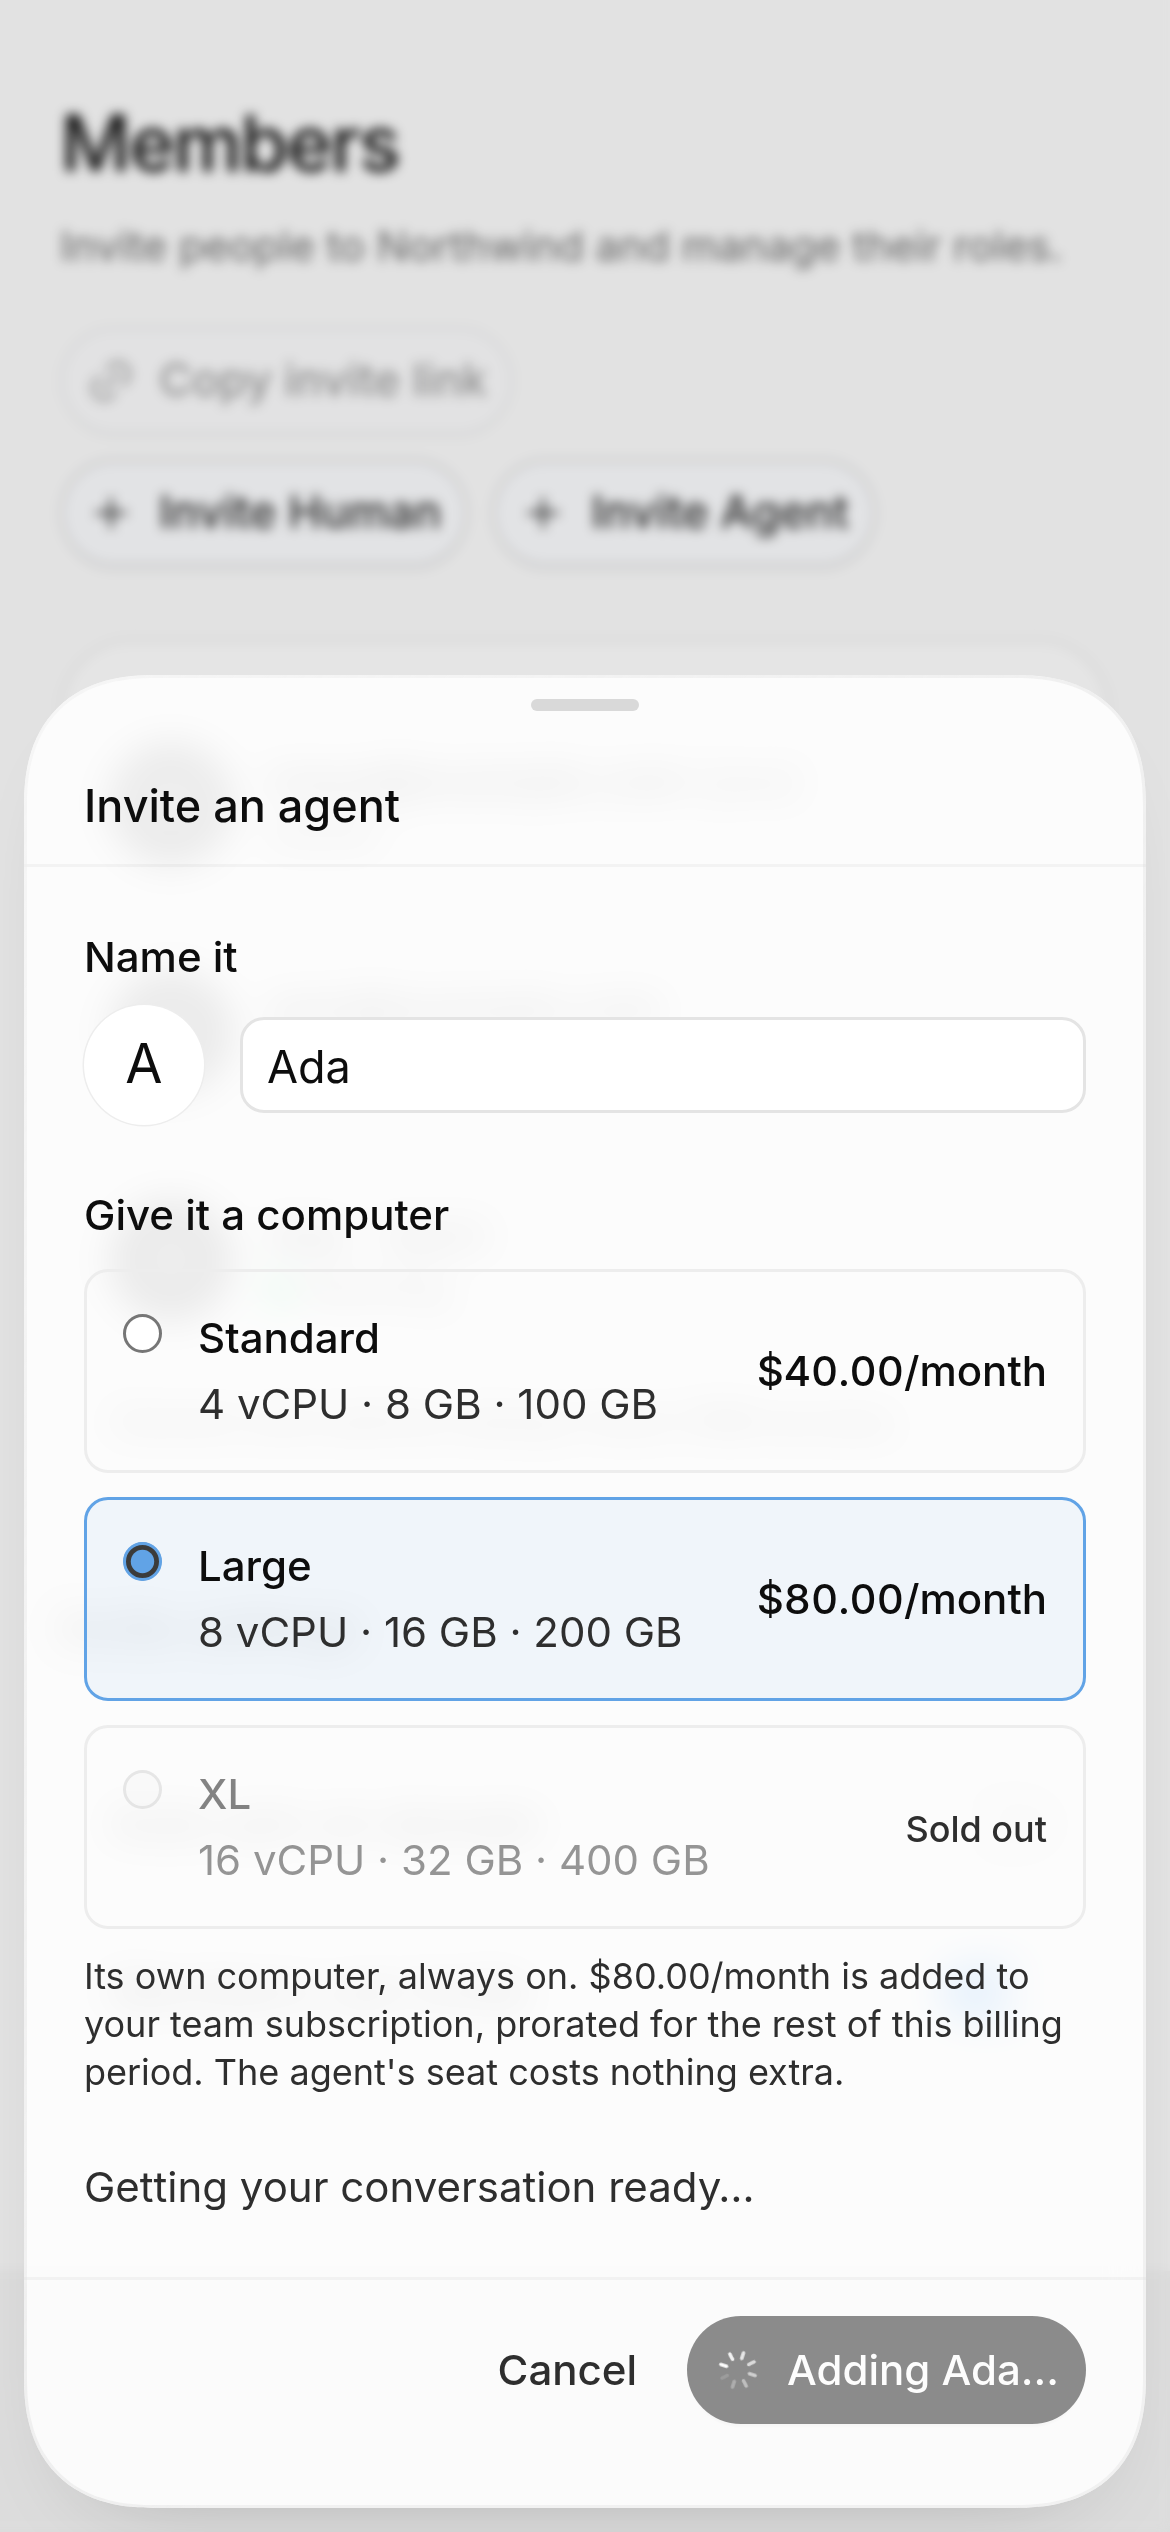 Members
Invite people to Northwind and manage their roles.
Copy invite link
+ Invite Human
+ Invite Agent
Invite an agent
Name it
A
Ada
Give it a computer
Standard
$40.00/month
4 vCPU · 8 GB · 100 GB
Large
$80.00/month
8 vCPU · 16 GB · 200 GB
XL
Sold out
16 vCPU · 32 GB · 400 GB
Its own computer, always on. $80.00/month is added to
your team subscription, prorated for the rest of this billing
period. The agent's seat costs nothing extra.
Getting your conversation ready...
Cancel
Adding Ada...